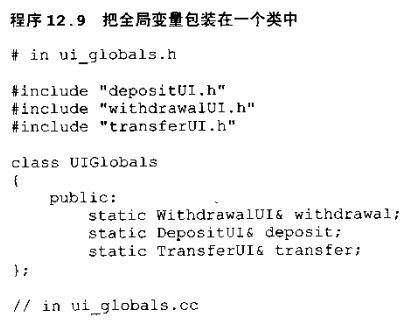 程序12.9 把全局变量包装在一个类中
# in ui_globals.h
#include "depositUI.h"
#include "withdrawalUI.h"
#include "transferUI.h"
class UIGlobals
{
public:
static WithdrawalUI& withdrawal;
static DepositUI& deposit;
static TransferUI& transfer;
};
// in ui_globals.cc